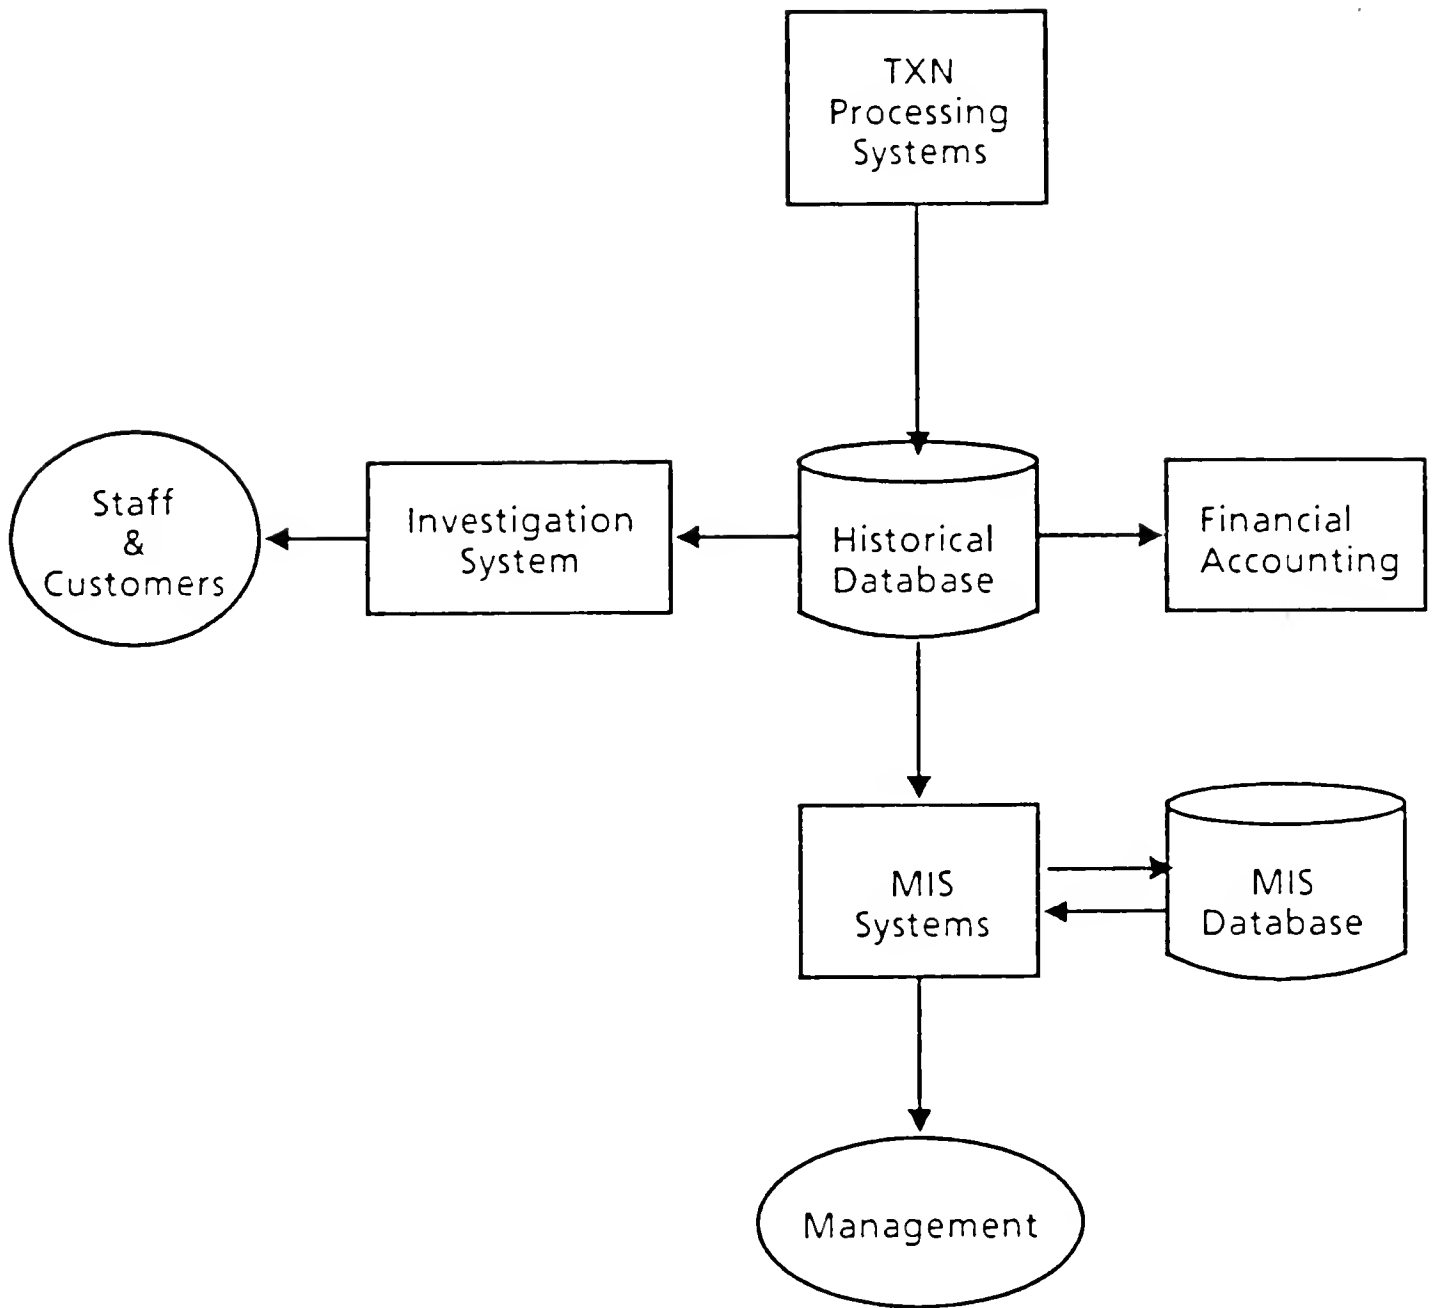 TXN
Processing
Systems
Staff
&
Customers
Investigation
System
Historical
Database
Financial
Accounting
MIS
Systems
MIS
Database
Management